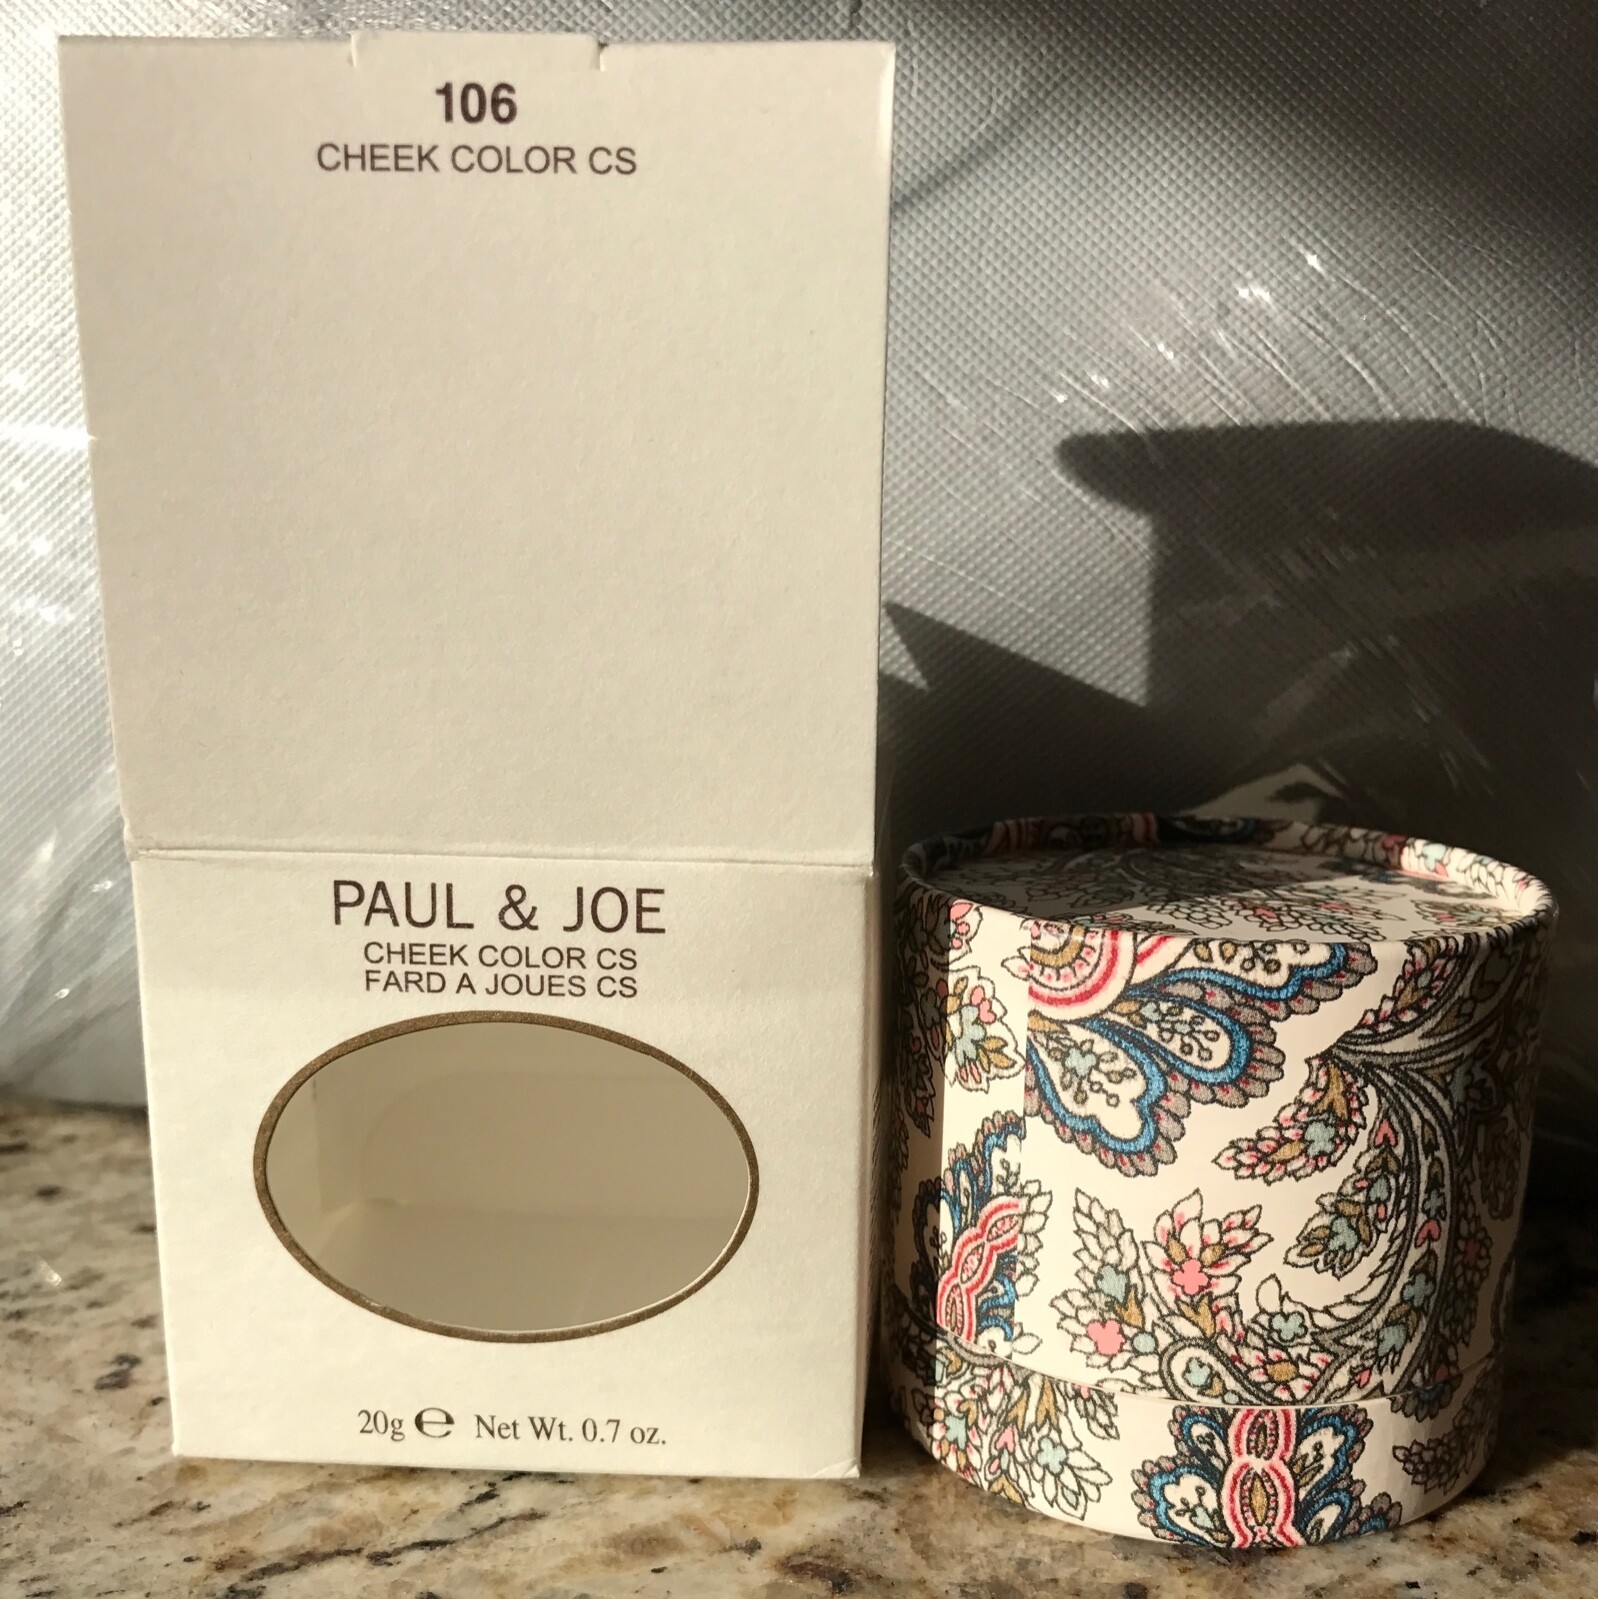 106
CHEEK COLOR CS
PAUL & JOE
CHEEK COLOR CS
FARD A JOUES CS
20g ℮ Net Wt. 0.7 oz.